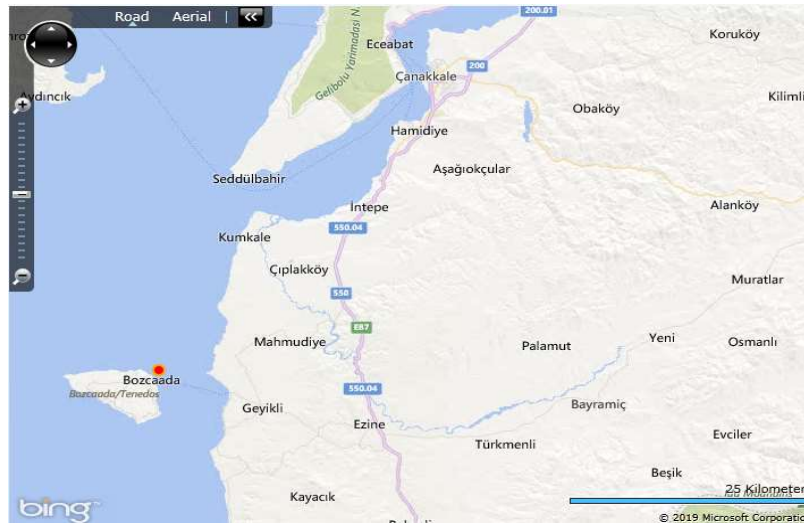 Road Aerial | «
200.01
Koruköy
Eceabat
Gelibolu Yarımadası N.
Çanakkale
200
Aydıncık
Kilimli
Obaköy
Hamidiye
Aşağıokçular
Seddülbahir
İntepe
Alanköy
550.04
Kumkale
Çıplakköy
Muratlar
550
E87
Mahmudiye
Palamut
Yeni
Osmanlı
Bozcaada
Bozcaada/Tenedos
550.04
Geyikli
Bayramiç
Ezine
Evciler
Türkmenli
Beşik
25 Kilometer
Kayacık
bing
© 2019 Microsoft Corporatio